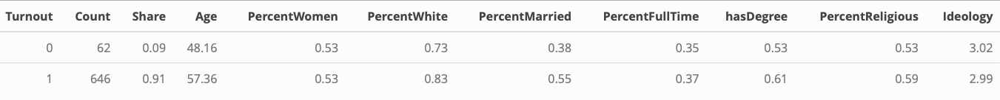 Turnout Count Share Age PercentWomen PercentWhite PercentMarried PercentFullTime hasDegree PercentReligious Ideology
0 62 0.09 48.16 0.53 0.73 0.38 0.35 0.53 0.53 3.02
1 646 0.91 57.36 0.53 0.83 0.55 0.37 0.61 0.59 2.99